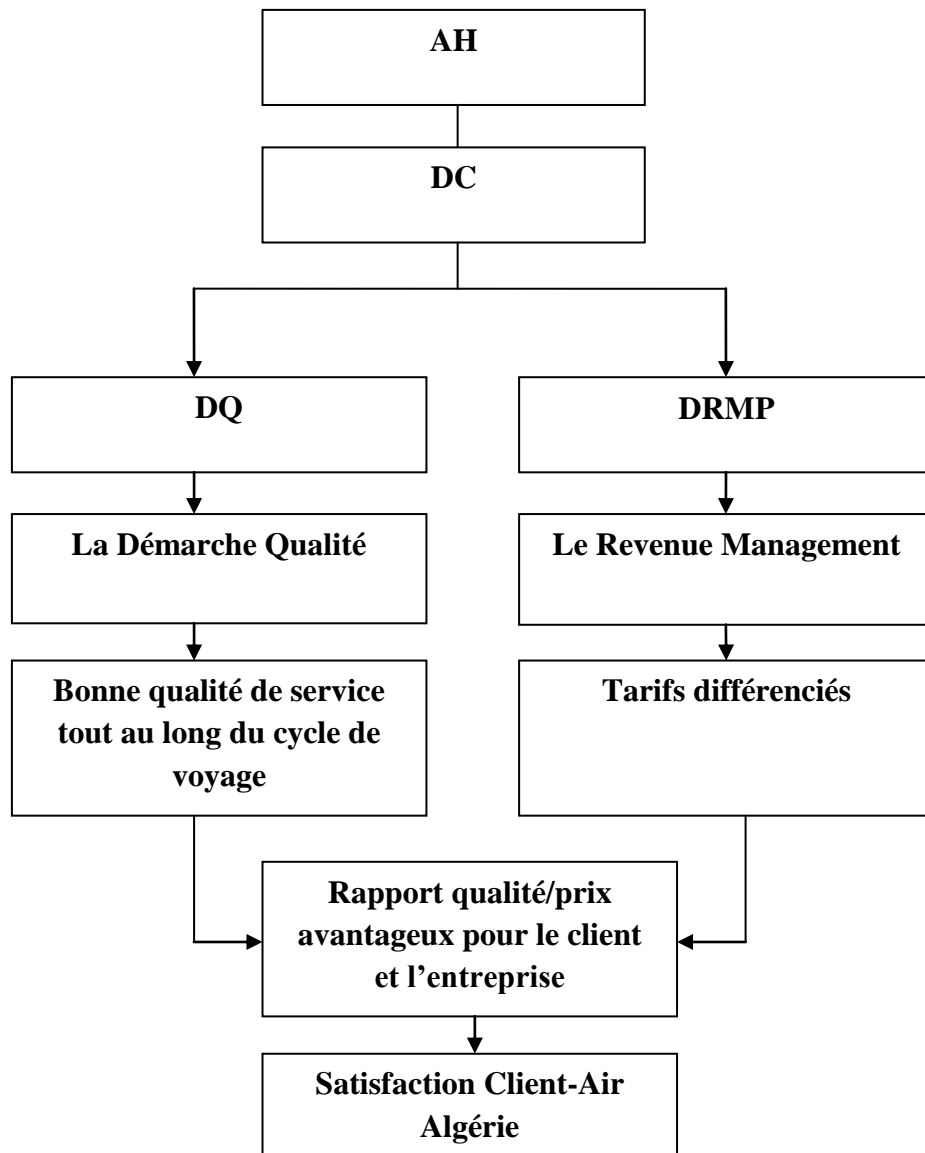 AH
DC
DQ
DRMP
La Démarche Qualité
Le Revenue Management
Bonne qualité de service
tout au long du cycle de
voyage
Tarifs différenciés
Rapport qualité/prix
avantageux pour le client
et l’entreprise
Satisfaction Client-Air
Algérie